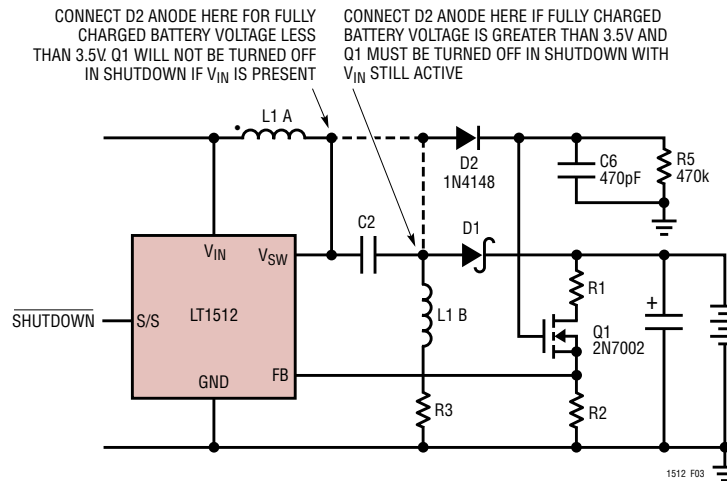 CONNECT D2 ANODE HERE FOR FULLY
CHARGED BATTERY VOLTAGE LESS
THAN 3.5V. Q1 WILL NOT BE TURNED OFF
IN SHUTDOWN IF VIN IS PRESENT
CONNECT D2 ANODE HERE IF FULLY CHARGED
BATTERY VOLTAGE IS GREATER THAN 3.5V AND
Q1 MUST BE TURNED OFF IN SHUTDOWN WITH
VIN STILL ACTIVE
L1 A
D2
1N4148
C6
470pF
R5
470k
C2
D1
VIN
VSW
SHUTDOWN
S/S
LT1512
GND
FB
L1 B
R1
Q1
2N7002
+
R3
R2
1512 F03